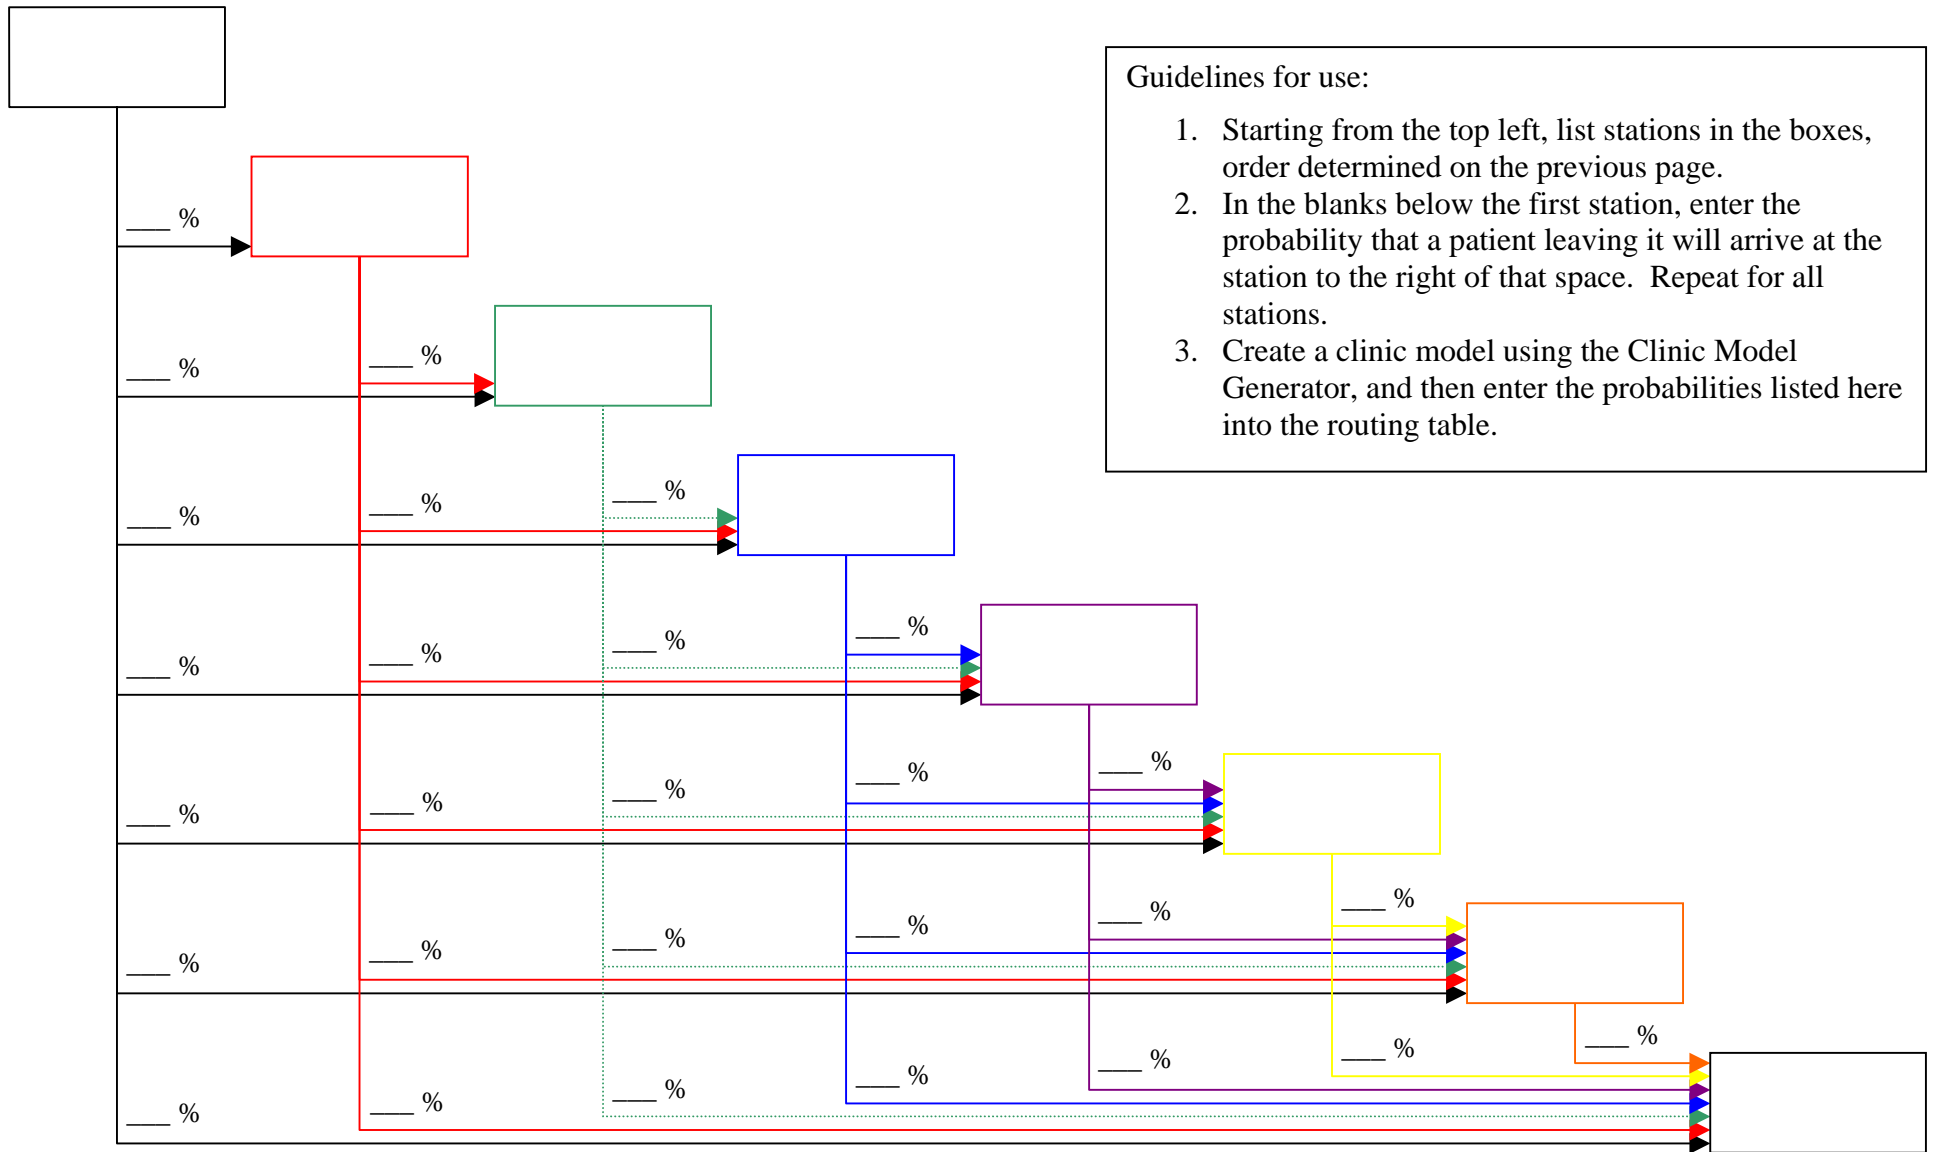 Guidelines for use:
1. Starting from the top left, list stations in the boxes,
order determined on the previous page.
2. In the blanks below the first station, enter the
probability that a patient leaving it will arrive at the
station to the right of that space. Repeat for all
stations.
3. Create a clinic model using the Clinic Model
Generator, and then enter the probabilities listed here
into the routing table.
___ %
___ % ___ %
___ % ___ % ___ %
___ % ___ % ___ % ___ %
___ % ___ % ___ % ___ % ___ %
___ % ___ % ___ % ___ % ___ % ___ %
___ % ___ % ___ % ___ % ___ % ___ % ___ %